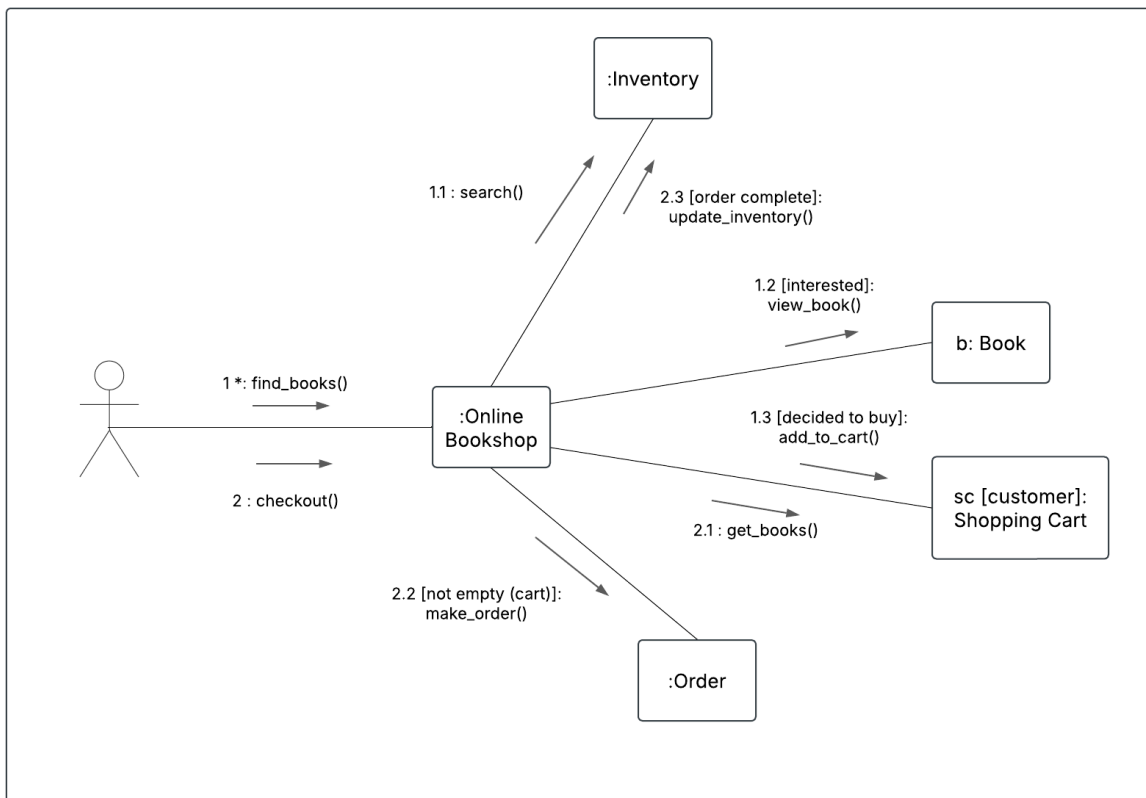 :Inventory
1.1 : search()
2.3 [order complete]:
update_inventory()
1.2 [interested]:
view_book()
b: Book
1 *: find_books()
:Online
Bookshop
1.3 [decided to buy]:
add_to_cart()
2 : checkout()
sc [customer]:
Shopping Cart
2.1 : get_books()
2.2 [not empty (cart)]:
make_order()
:Order